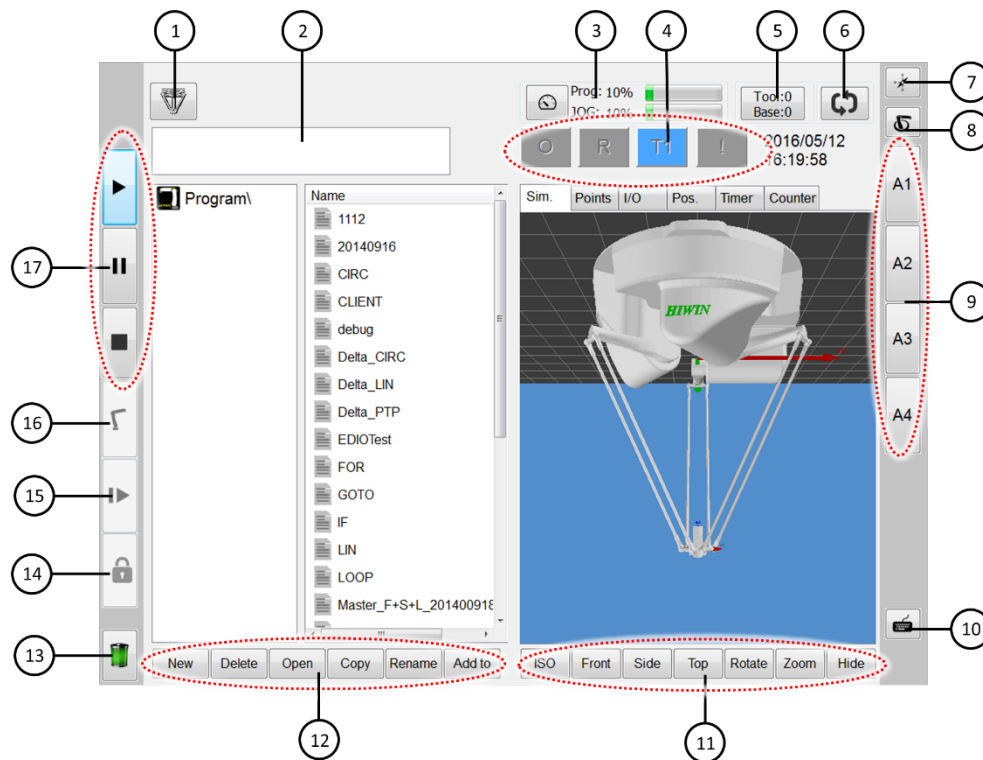 1
2
3
4
5
6
7
8
9
10
11
12
13
14
15
16
17
Prog: 10%
JOG: 10%
Tool:0
Base:0
O
R
T1
!
2016/05/12
16:19:58
A1
A2
A3
A4
Program\
Name
1112
20140916
CIRC
CLIENT
debug
Delta_CIRC
Delta_LIN
Delta_PTP
EDIOTest
FOR
GOTO
IF
LIN
LOOP
Master_F+S+L_201400918
Sim. Points I/O Pos. Timer Counter
HIWIN
New Delete Open Copy Rename Add to
ISO Front Side Top Rotate Zoom Hide